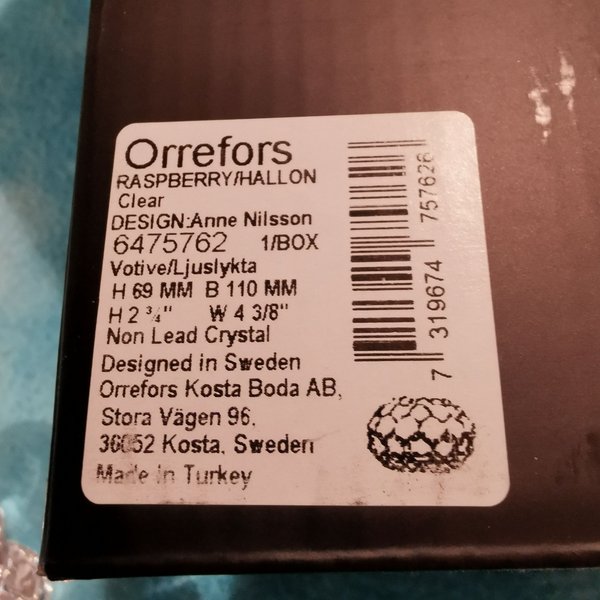 Orrefors
RASPBERRY/HALLON
Clear
DESIGN:Anne Nilsson
6475762 1/BOX
Votive/Ljuslykta
H 69 MM B 110 MM
H 2 ¾" W 4 3/8"
Non Lead Crystal
Designed in Sweden
Orrefors Kosta Boda AB,
Stora Vägen 96,
36052 Kosta, Sweden
Made in Turkey
7 319674 757626